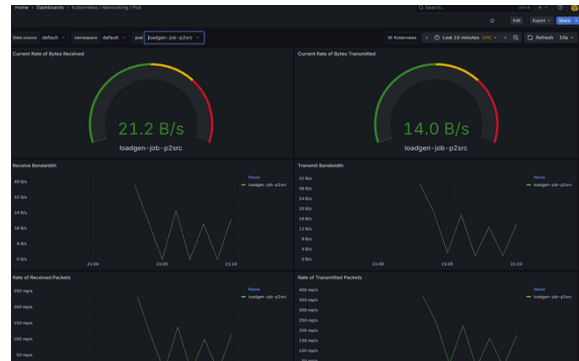 Home › Dashboards › Kubernetes / Networking / Pod
Search...
Edit Export Share
Data source default namespace default pod loadgen-job-p2src
Kubernetes Last 15 minutes UTC Refresh 10s
Current Rate of Bytes Received
21.2 B/s
loadgen-job-p2src
Current Rate of Bytes Transmitted
14.0 B/s
loadgen-job-p2src
Receive Bandwidth
40 B/s
32 B/s
24 B/s
16 B/s
8 B/s
0 B/s
21:05
21:10
Name
loadgen-job-p2src
Transmit Bandwidth
32 B/s
28 B/s
24 B/s
20 B/s
16 B/s
12 B/s
8 B/s
4 B/s
0 B/s
21:00
21:05
21:10
Name
loadgen-job-p2src
Rate of Received Packets
250 mp/s
200 mp/s
150 mp/s
100 mp/s
50 mp/s
Name
loadgen-job-p2src
Rate of Transmitted Packets
400 mp/s
350 mp/s
300 mp/s
250 mp/s
200 mp/s
150 mp/s
100 mp/s
Name
loadgen-job-p2src